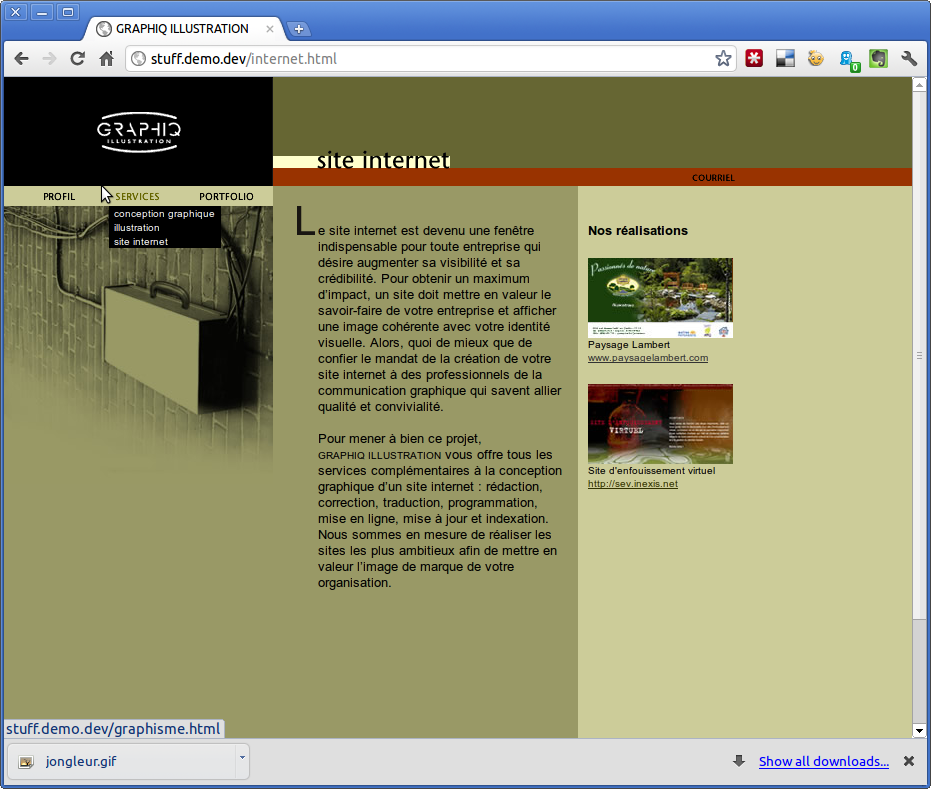 GRAPHIQ ILLUSTRATION
stuff.demo.dev/internet.html
0
GRAPHIQ
ILLUSTRATION
site internet
COURRIEL
PROFIL SERVICES PORTFOLIO
conception graphique
illustration
site internet
Le site internet est devenu une fenêtre
indispensable pour toute entreprise qui
désire augmenter sa visibilité et sa
crédibilité. Pour obtenir un maximum
d'impact, un site doit mettre en valeur le
savoir-faire de votre entreprise et afficher
une image cohérente avec votre identité
visuelle. Alors, quoi de mieux que de
confier le mandat de la création de votre
site internet à des professionnels de la
communication graphique qui savent allier
qualité et convivialité.
Pour mener à bien ce projet,
GRAPHIQ ILLUSTRATION vous offre tous les
services complémentaires à la conception
graphique d'un site internet : rédaction,
correction, traduction, programmation,
mise en ligne, mise à jour et indexation.
Nous sommes en mesure de réaliser les
sites les plus ambitieux afin de mettre en
valeur l'image de marque de votre
organisation.
Nos réalisations
Passionnés de nature
Paysage Lambert
www.paysagelambert.com
VIRTUEL
Site d'enfouissement virtuel
http://sev.inexis.net
stuff.demo.dev/graphisme.html
jongleur.gif
Show all downloads...